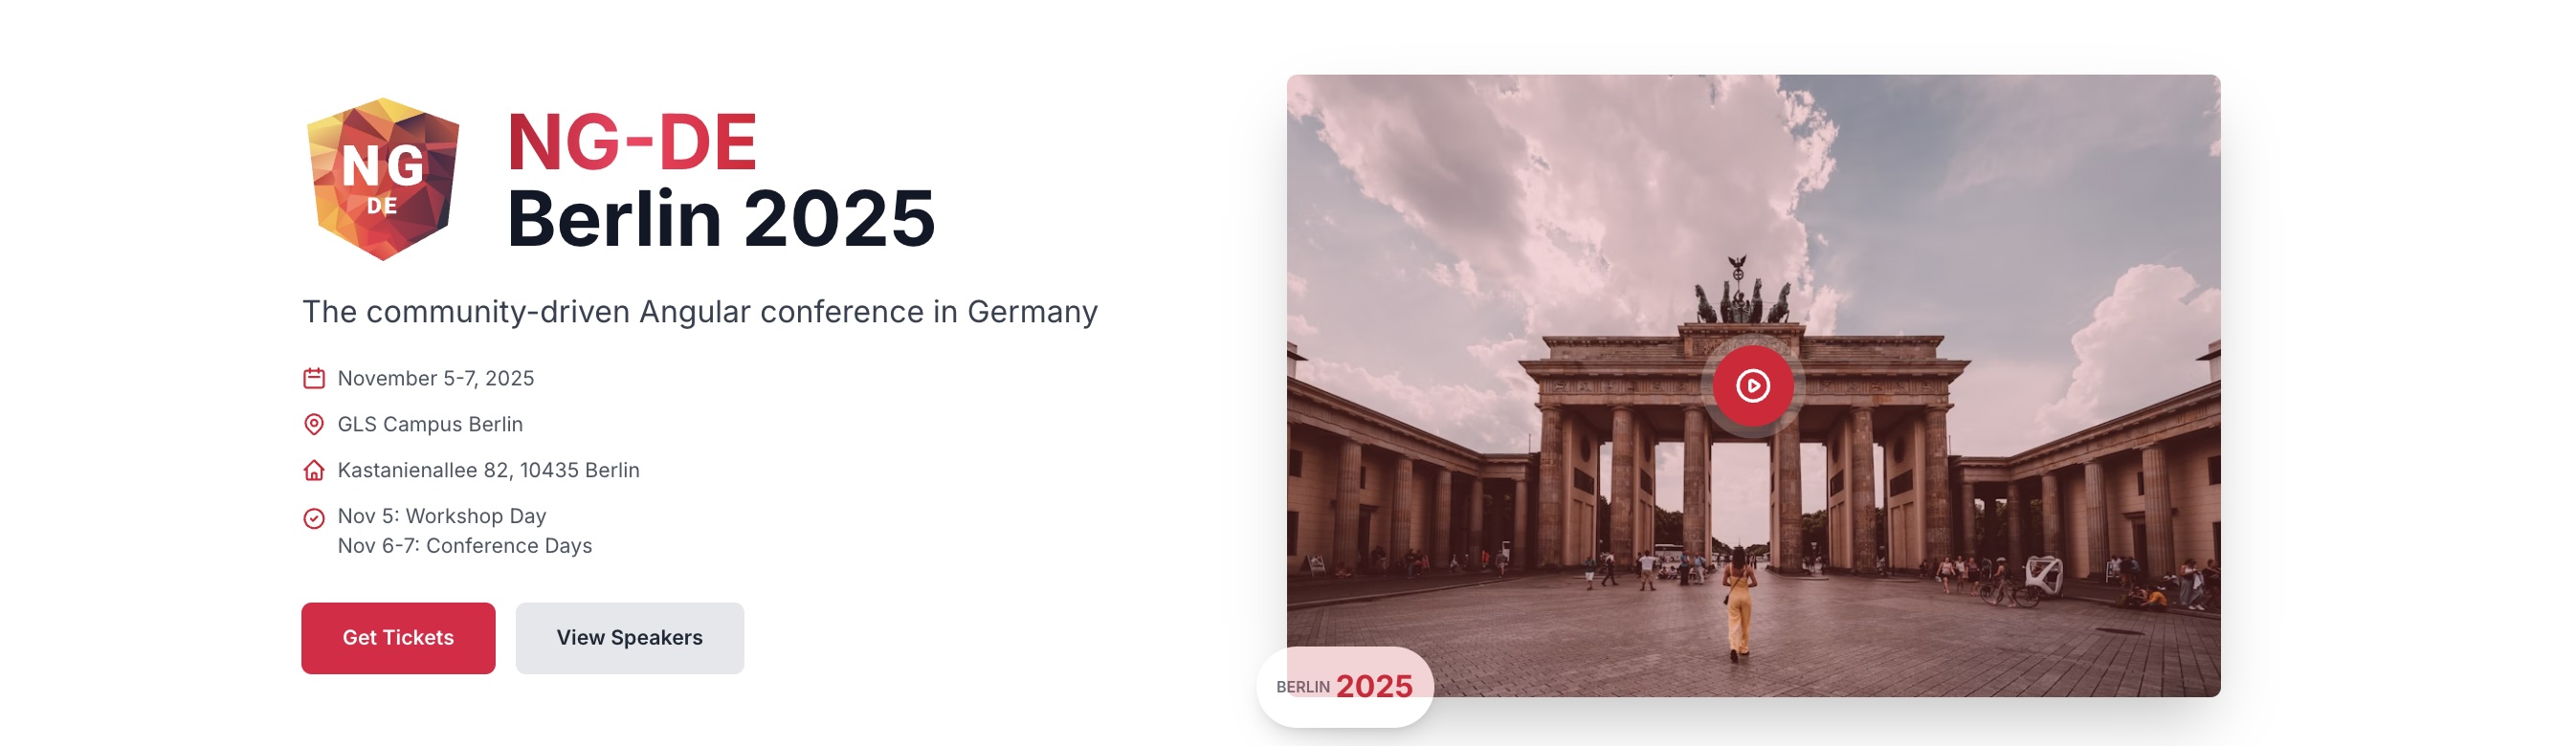 NG
DE
NG-DE
Berlin 2025
The community-driven Angular conference in Germany
November 5-7, 2025
GLS Campus Berlin
Kastanienallee 82, 10435 Berlin
Nov 5: Workshop Day
Nov 6-7: Conference Days
Get Tickets
View Speakers
BERLIN 2025